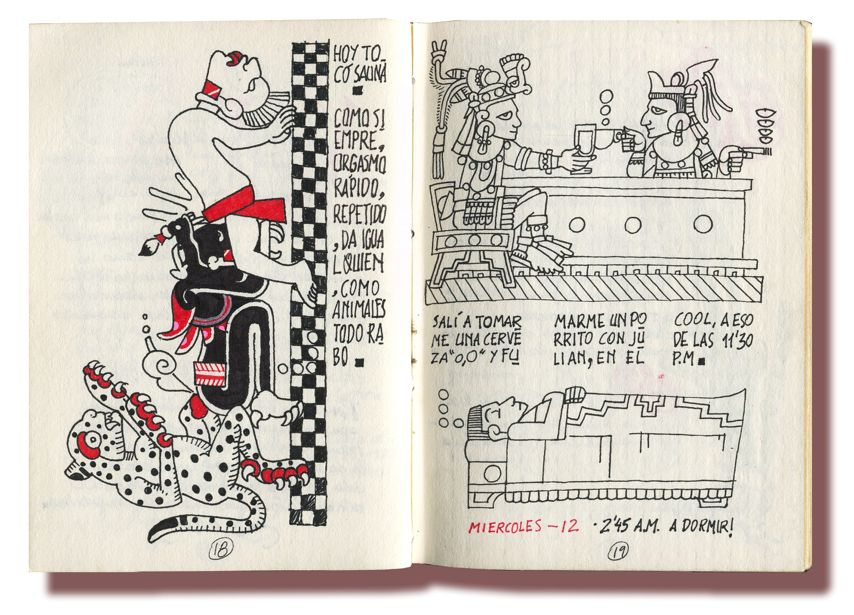 HOY TO_
CÓ SAUNA
COMO SI
EMPRE,
ORGASMO
RÁPIDO,
REPETIDO
, DA IGUA
L QUIEN
, COMO
ANIMALES
TODO RA
BO
18
SALÍ A TOMAR
ME UNA CERVE
ZA "0,0" Y FU
MARME UN PO
RRITO CON JU
LIAN, EN EL
COOL, A ESO
DE LAS 11'30
P.M
MIERCOLES - 12 · 2'45 A.M. A DORMIR!
19